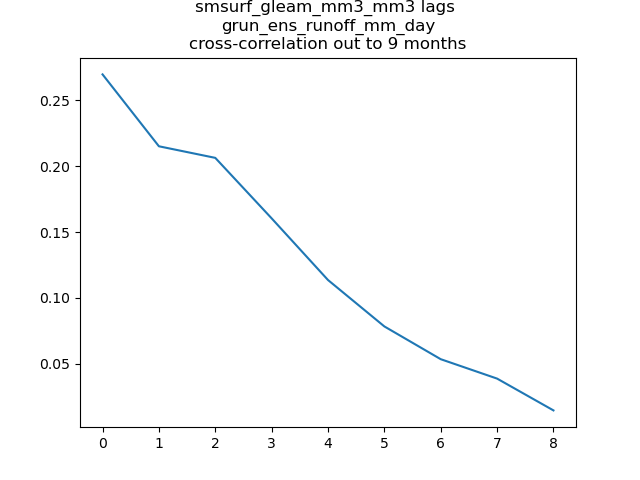 smsurf_gleam_mm3_mm3 lags
grun_ens_runoff_mm_day
cross-correlation out to 9 months
0.25
0.20
0.15
0.10
0.05
0 1 2 3 4 5 6 7 8